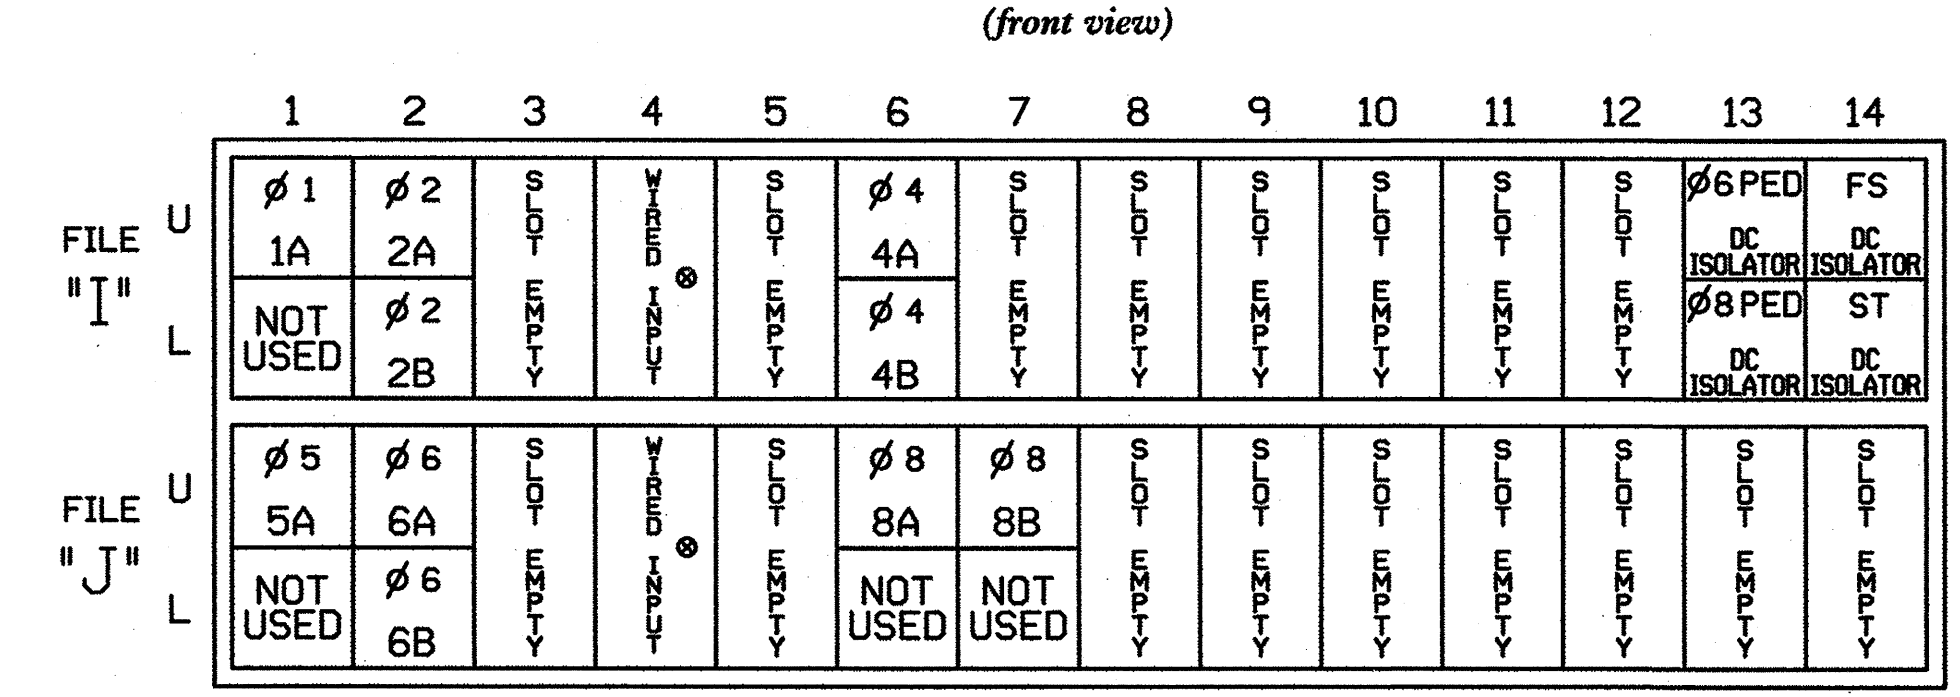 (front view)
1 2 3 4 5 6 7 8 9 10 11 12 13 14
FILE "I"
U
L
Ø 1
1A
NOT
USED
Ø 2
2A
Ø 2
2B
SLOT EMPTY
WIRED INPUT
⊗
SLOT EMPTY
Ø 4
4A
Ø 4
4B
SLOT EMPTY
SLOT EMPTY
SLOT EMPTY
SLOT EMPTY
SLOT EMPTY
SLOT EMPTY
Ø6 PED
DC
ISOLATOR
Ø8 PED
DC
ISOLATOR
FS
DC
ISOLATOR
ST
DC
ISOLATOR
FILE "J"
U
L
Ø 5
5A
NOT
USED
Ø 6
6A
Ø 6
6B
SLOT EMPTY
WIRED INPUT
⊗
SLOT EMPTY
Ø 8
8A
NOT
USED
Ø 8
8B
NOT
USED
SLOT EMPTY
SLOT EMPTY
SLOT EMPTY
SLOT EMPTY
SLOT EMPTY
SLOT EMPTY
SLOT EMPTY